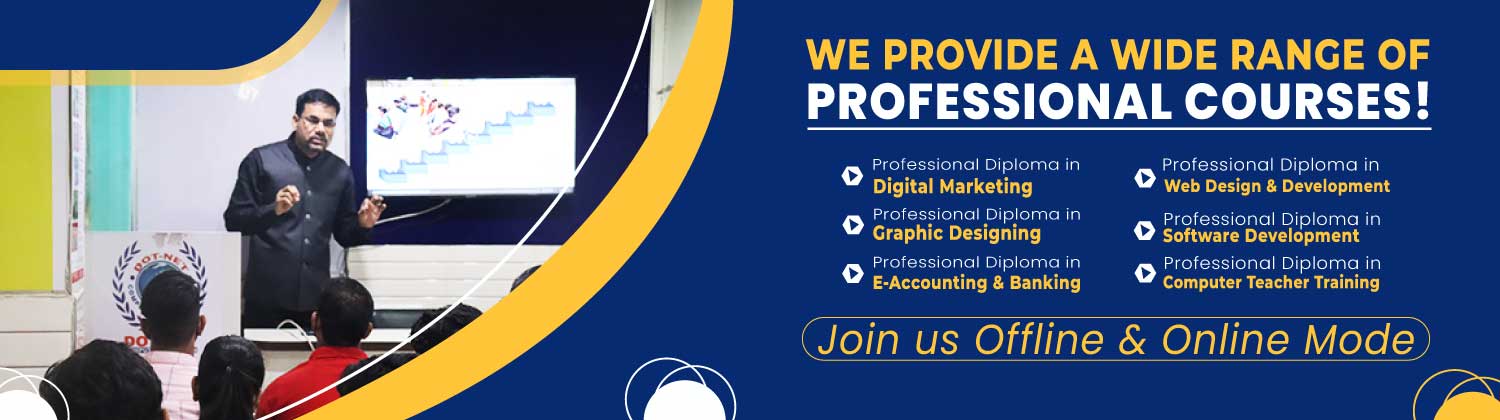 WE PROVIDE A WIDE RANGE OF
PROFESSIONAL COURSES!
Professional Diploma in
Digital Marketing
Professional Diploma in
Graphic Designing
Professional Diploma in
E-Accounting & Banking
Professional Diploma in
Web Design & Development
Professional Diploma in
Software Development
Professional Diploma in
Computer Teacher Training
Join us Offline & Online Mode
DOT-NET